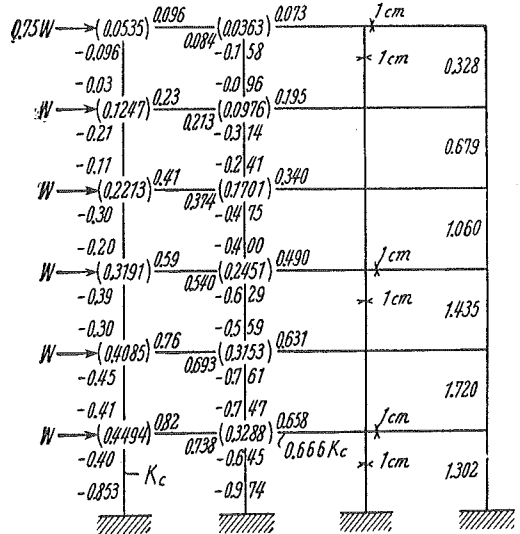 0.75W (0.0535) 0.096 0.084 (0.0363) 0.073 1cm
-0.096 -0.158 1cm 0.328
-0.03 -0.096
W (0.1247) 0.23 0.213 (0.0976) 0.195
-0.21 -0.314 0.679
-0.11 -0.241
W (0.2213) 0.41 0.374 (0.1701) 0.340
-0.30 -0.475 1.060
-0.20 -0.400
W (0.3191) 0.59 0.540 (0.2451) 0.490 1cm
-0.39 -0.629 1cm 1.435
-0.30 -0.559
W (0.4085) 0.76 0.693 (0.3153) 0.631
-0.45 -0.761 1.720
-0.41 -0.747
W (0.4494) 0.82 0.738 (0.3288) 0.658 1cm
-0.40 -0.645 0.666Kc 1cm 1.302
-0.853 Kc -0.974